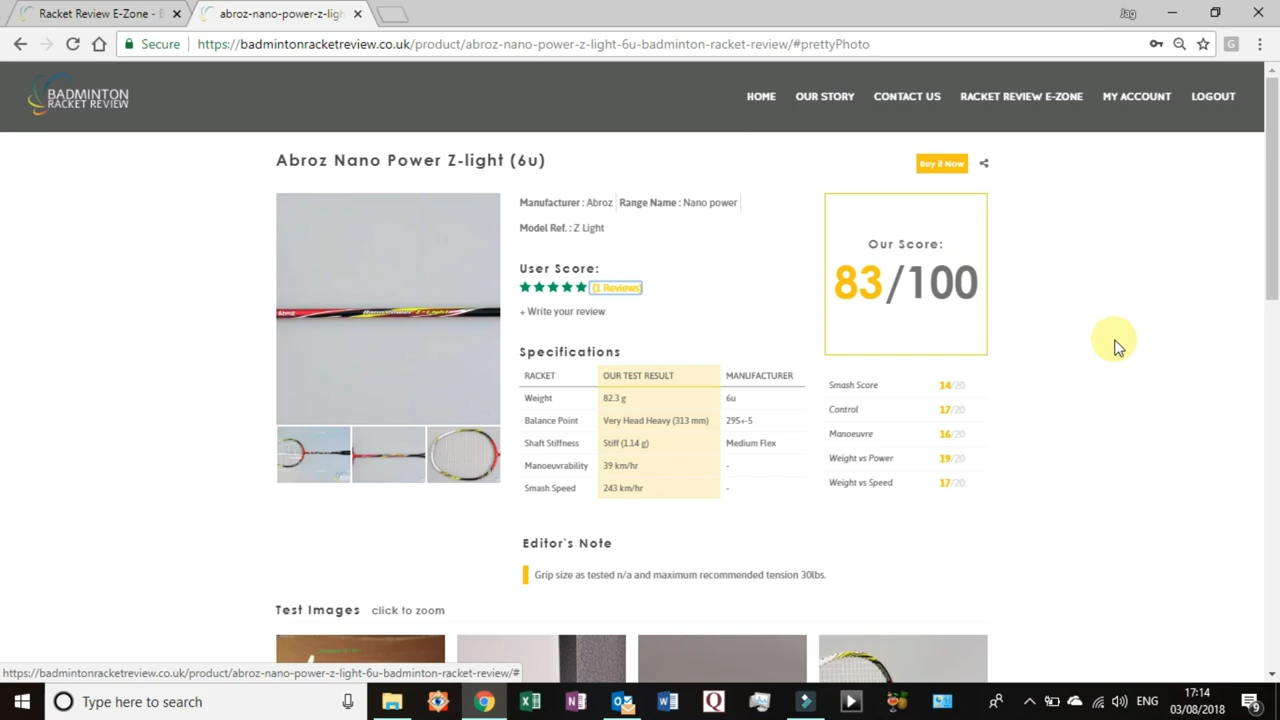 Racket Review E-Zone - B
abroz-nano-power-z-ligh
Jag
Secure
https://badmintonracketreview.co.uk/product/abroz-nano-power-z-light-6u-badminton-racket-review/#prettyPhoto
G
BADMINTON
RACKET REVIEW
HOME OUR STORY CONTACT US RACKET REVIEW E-ZONE MY ACCOUNT LOGOUT
Abroz Nano Power Z-light (6u)
Buy it Now
Manufacturer : Abroz Range Name : Nano power
Model Ref. : Z Light
User Score:
(1 Reviews)
+ Write your review
Our Score:
83/100
Abroz Nanopower Z-Light
Specifications
RACKET OUR TEST RESULT MANUFACTURER
Weight 82.3 g 6u
Balance Point Very Head Heavy (313 mm) 295+-5
Shaft Stiffness Stiff (1.14 g) Medium Flex
Manoeuvrability 39 km/hr -
Smash Speed 243 km/hr -
Smash Score 14/20
Control 17/20
Manoeuvre 16/20
Weight vs Power 19/20
Weight vs Speed 17/20
Editor's Note
Grip size as tested n/a and maximum recommended tension 30lbs.
Test Images click to zoom
https://badmintonracketreview.co.uk/product/abroz-nano-power-z-light-6u-badminton-racket-review/#
Type here to search
ENG
17:14
03/08/2018
9